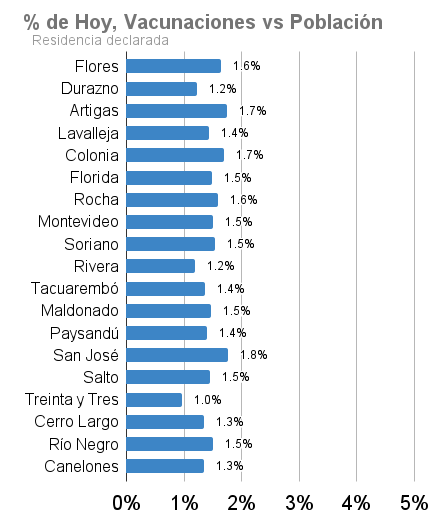 % de Hoy, Vacunaciones vs Población
Residencia declarada
Flores 1.6%
Durazno 1.2%
Artigas 1.7%
Lavalleja 1.4%
Colonia 1.7%
Florida 1.5%
Rocha 1.6%
Montevideo 1.5%
Soriano 1.5%
Rivera 1.2%
Tacuarembó 1.4%
Maldonado 1.5%
Paysandú 1.4%
San José 1.8%
Salto 1.5%
Treinta y Tres 1.0%
Cerro Largo 1.3%
Río Negro 1.5%
Canelones 1.3%
0% 1% 2% 3% 4% 5%